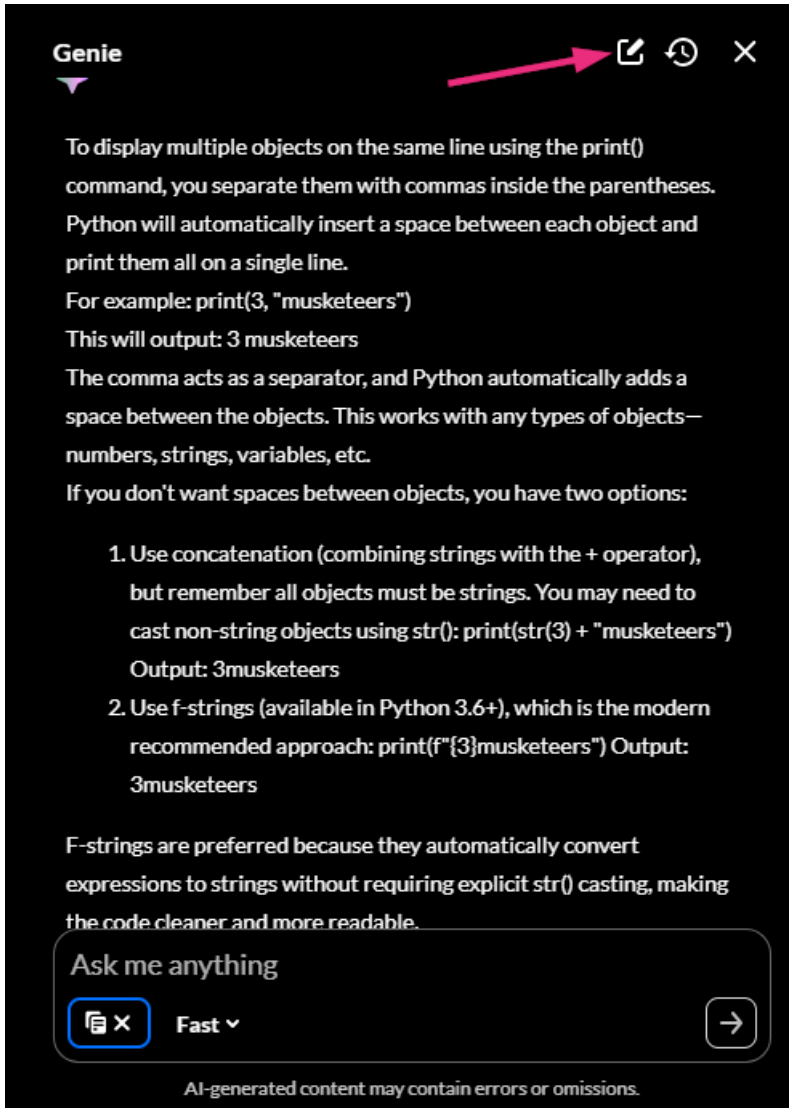 Genie
To display multiple objects on the same line using the print()
command, you separate them with commas inside the parentheses.
Python will automatically insert a space between each object and
print them all on a single line.
For example: print(3, "musketeers")
This will output: 3 musketeers
The comma acts as a separator, and Python automatically adds a
space between the objects. This works with any types of objects—
numbers, strings, variables, etc.
If you don't want spaces between objects, you have two options:
1. Use concatenation (combining strings with the + operator),
but remember all objects must be strings. You may need to
cast non-string objects using str(): print(str(3) + "musketeers")
Output: 3musketeers
2. Use f-strings (available in Python 3.6+), which is the modern
recommended approach: print(f"{3}musketeers") Output:
3musketeers
F-strings are preferred because they automatically convert
expressions to strings without requiring explicit str() casting, making
the code cleaner and more readable.
Ask me anything
Fast
AI-generated content may contain errors or omissions.